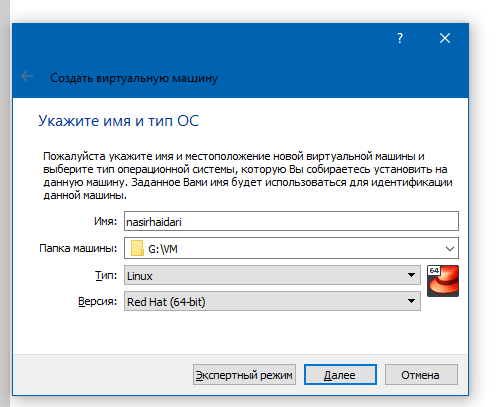 ?
Создать виртуальную машину
Укажите имя и тип ОС
Пожалуйста укажите имя и местоположение новой виртуальной машины и
выберите тип операционной системы, которую Вы собираетесь установить на
данную машину. Заданное Вами имя будет использоваться для идентификации
данной машины.
Имя: nasirhaidari
Папка машины: G:\VM
Тип: Linux 64
Версия: Red Hat (64-bit)
Экспертный режим Далее Отмена